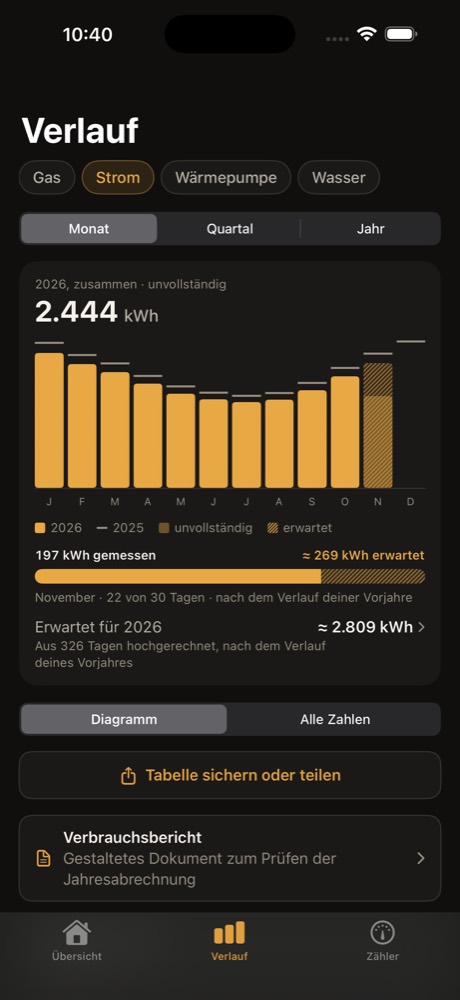 10:40
Verlauf
Gas Strom Wärmepumpe Wasser
Monat Quartal Jahr
2026, zusammen · unvollständig
2.444 kWh
J F M A M J J A S O N D
2026 2025 unvollständig erwartet
197 kWh gemessen ≈ 269 kWh erwartet
November · 22 von 30 Tagen · nach dem Verlauf deiner Vorjahre
Erwartet für 2026 ≈ 2.809 kWh
Aus 326 Tagen hochgerechnet, nach dem Verlauf
deines Vorjahres
Diagramm Alle Zahlen
Tabelle sichern oder teilen
Verbrauchsbericht
Gestaltetes Dokument zum Prüfen der
Jahresabrechnung
Übersicht Verlauf Zähler